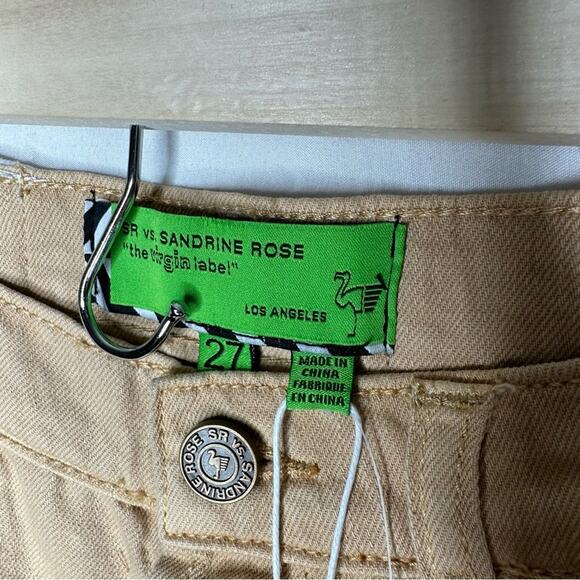 SR vs. SANDRINE ROSE
"the virgin label"
LOS ANGELES
27
MADE IN
CHINA
FABRIQUE
EN CHINA
SR vs. SANDRINE ROSE